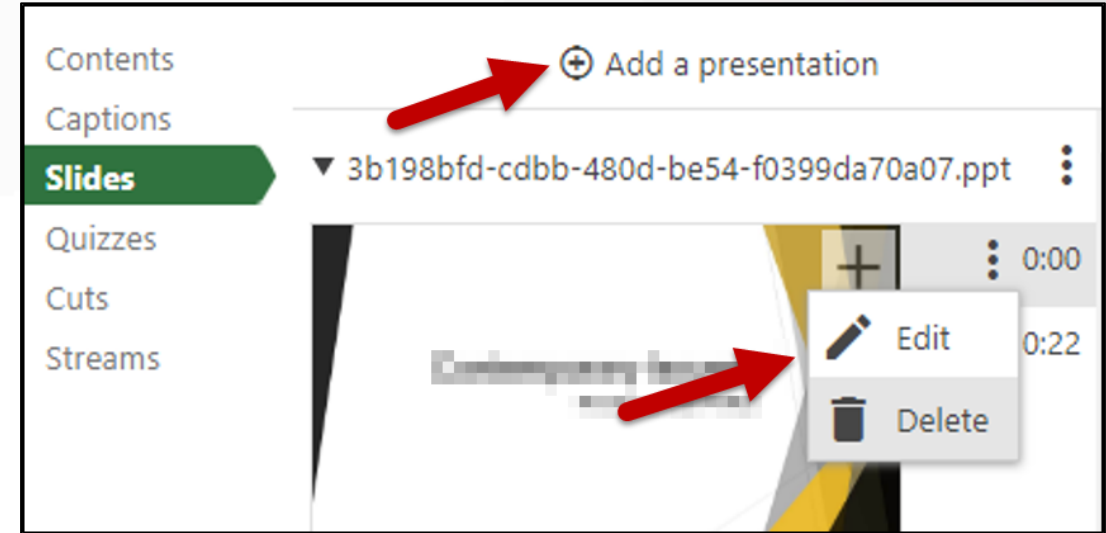 Contents
Captions
Slides
Quizzes
Cuts
Streams
Add a presentation
3b198bfd-cdbb-480d-be54-f0399da70a07.ppt
0:00
Edit
0:22
Delete